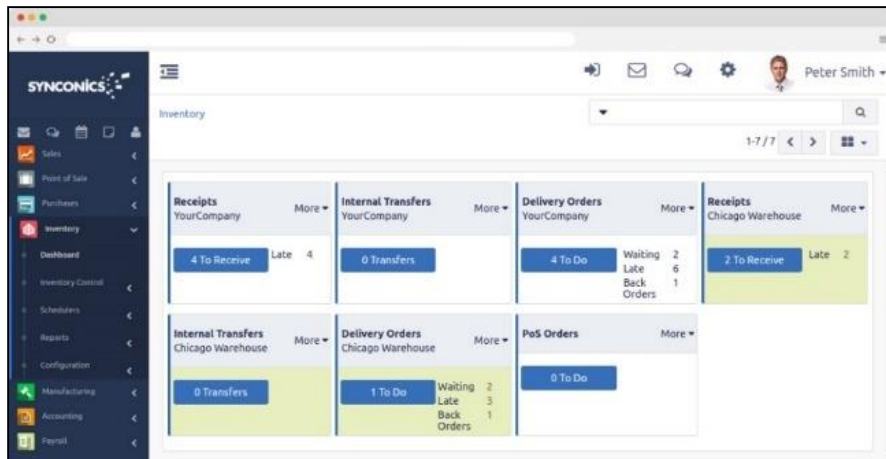 SYNCONICS
Peter Smith
Inventory
1-7 / 7
Sales
Point of Sale
Purchases
Inventory
Dashboard
Inventory Control
Schedulers
Reports
Configuration
Manufacturing
Accounting
Payroll
Receipts
YourCompany
More
4 To Receive
Late 4
Internal Transfers
YourCompany
More
0 Transfers
Delivery Orders
YourCompany
More
4 To Do
Waiting 2
Late 6
Back 1
Orders
Receipts
Chicago Warehouse
More
2 To Receive
Late 2
Internal Transfers
Chicago Warehouse
More
0 Transfers
Delivery Orders
Chicago Warehouse
More
1 To Do
Waiting 2
Late 3
Back 1
Orders
PoS Orders
More
0 To Do